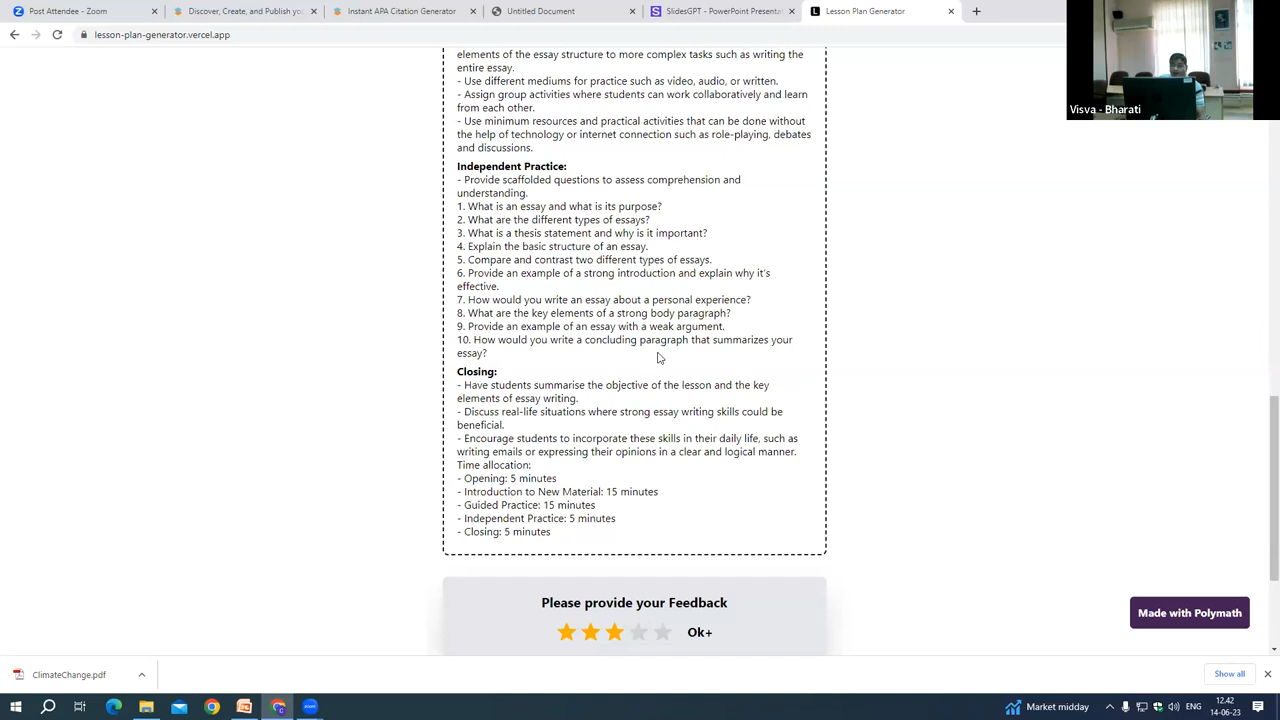 Post Attendee - Zoom
Discover, Create, and Publish you
Instant APA Citation Generator
Untitled Document
SlidesGPT - PowerPoint Presentat
Lesson Plan Generator
lesson-plan-generator.vercel.app
Visva - Bharati
elements of the essay structure to more complex tasks such as writing the
entire essay.
- Use different mediums for practice such as video, audio, or written.
- Assign group activities where students can work collaboratively and learn
from each other.
- Use minimum resources and practical activities that can be done without
the help of technology or internet connection such as role-playing, debates
and discussions.
Independent Practice:
- Provide scaffolded questions to assess comprehension and
understanding.
1. What is an essay and what is its purpose?
2. What are the different types of essays?
3. What is a thesis statement and why is it important?
4. Explain the basic structure of an essay.
5. Compare and contrast two different types of essays.
6. Provide an example of a strong introduction and explain why it's
effective.
7. How would you write an essay about a personal experience?
8. What are the key elements of a strong body paragraph?
9. Provide an example of an essay with a weak argument.
10. How would you write a concluding paragraph that summarizes your
essay?
Closing:
- Have students summarise the objective of the lesson and the key
elements of essay writing.
- Discuss real-life situations where strong essay writing skills could be
beneficial.
- Encourage students to incorporate these skills in their daily life, such as
writing emails or expressing their opinions in a clear and logical manner.
Time allocation:
- Opening: 5 minutes
- Introduction to New Material: 15 minutes
- Guided Practice: 15 minutes
- Independent Practice: 5 minutes
- Closing: 5 minutes
Please provide your Feedback
Ok+
Made with Polymath
ClimateChange.pdf
Show all
Market midday
12.42
14-06-23